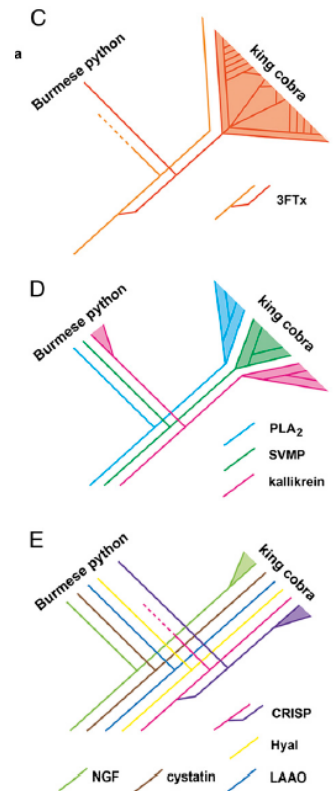 C
a
Burmese python
king cobra
3FTx
D
Burmese python
king cobra
PLA₂
SVMP
kallikrein
E
Burmese python
king cobra
CRISP
Hyal
NGF cystatin LAAO